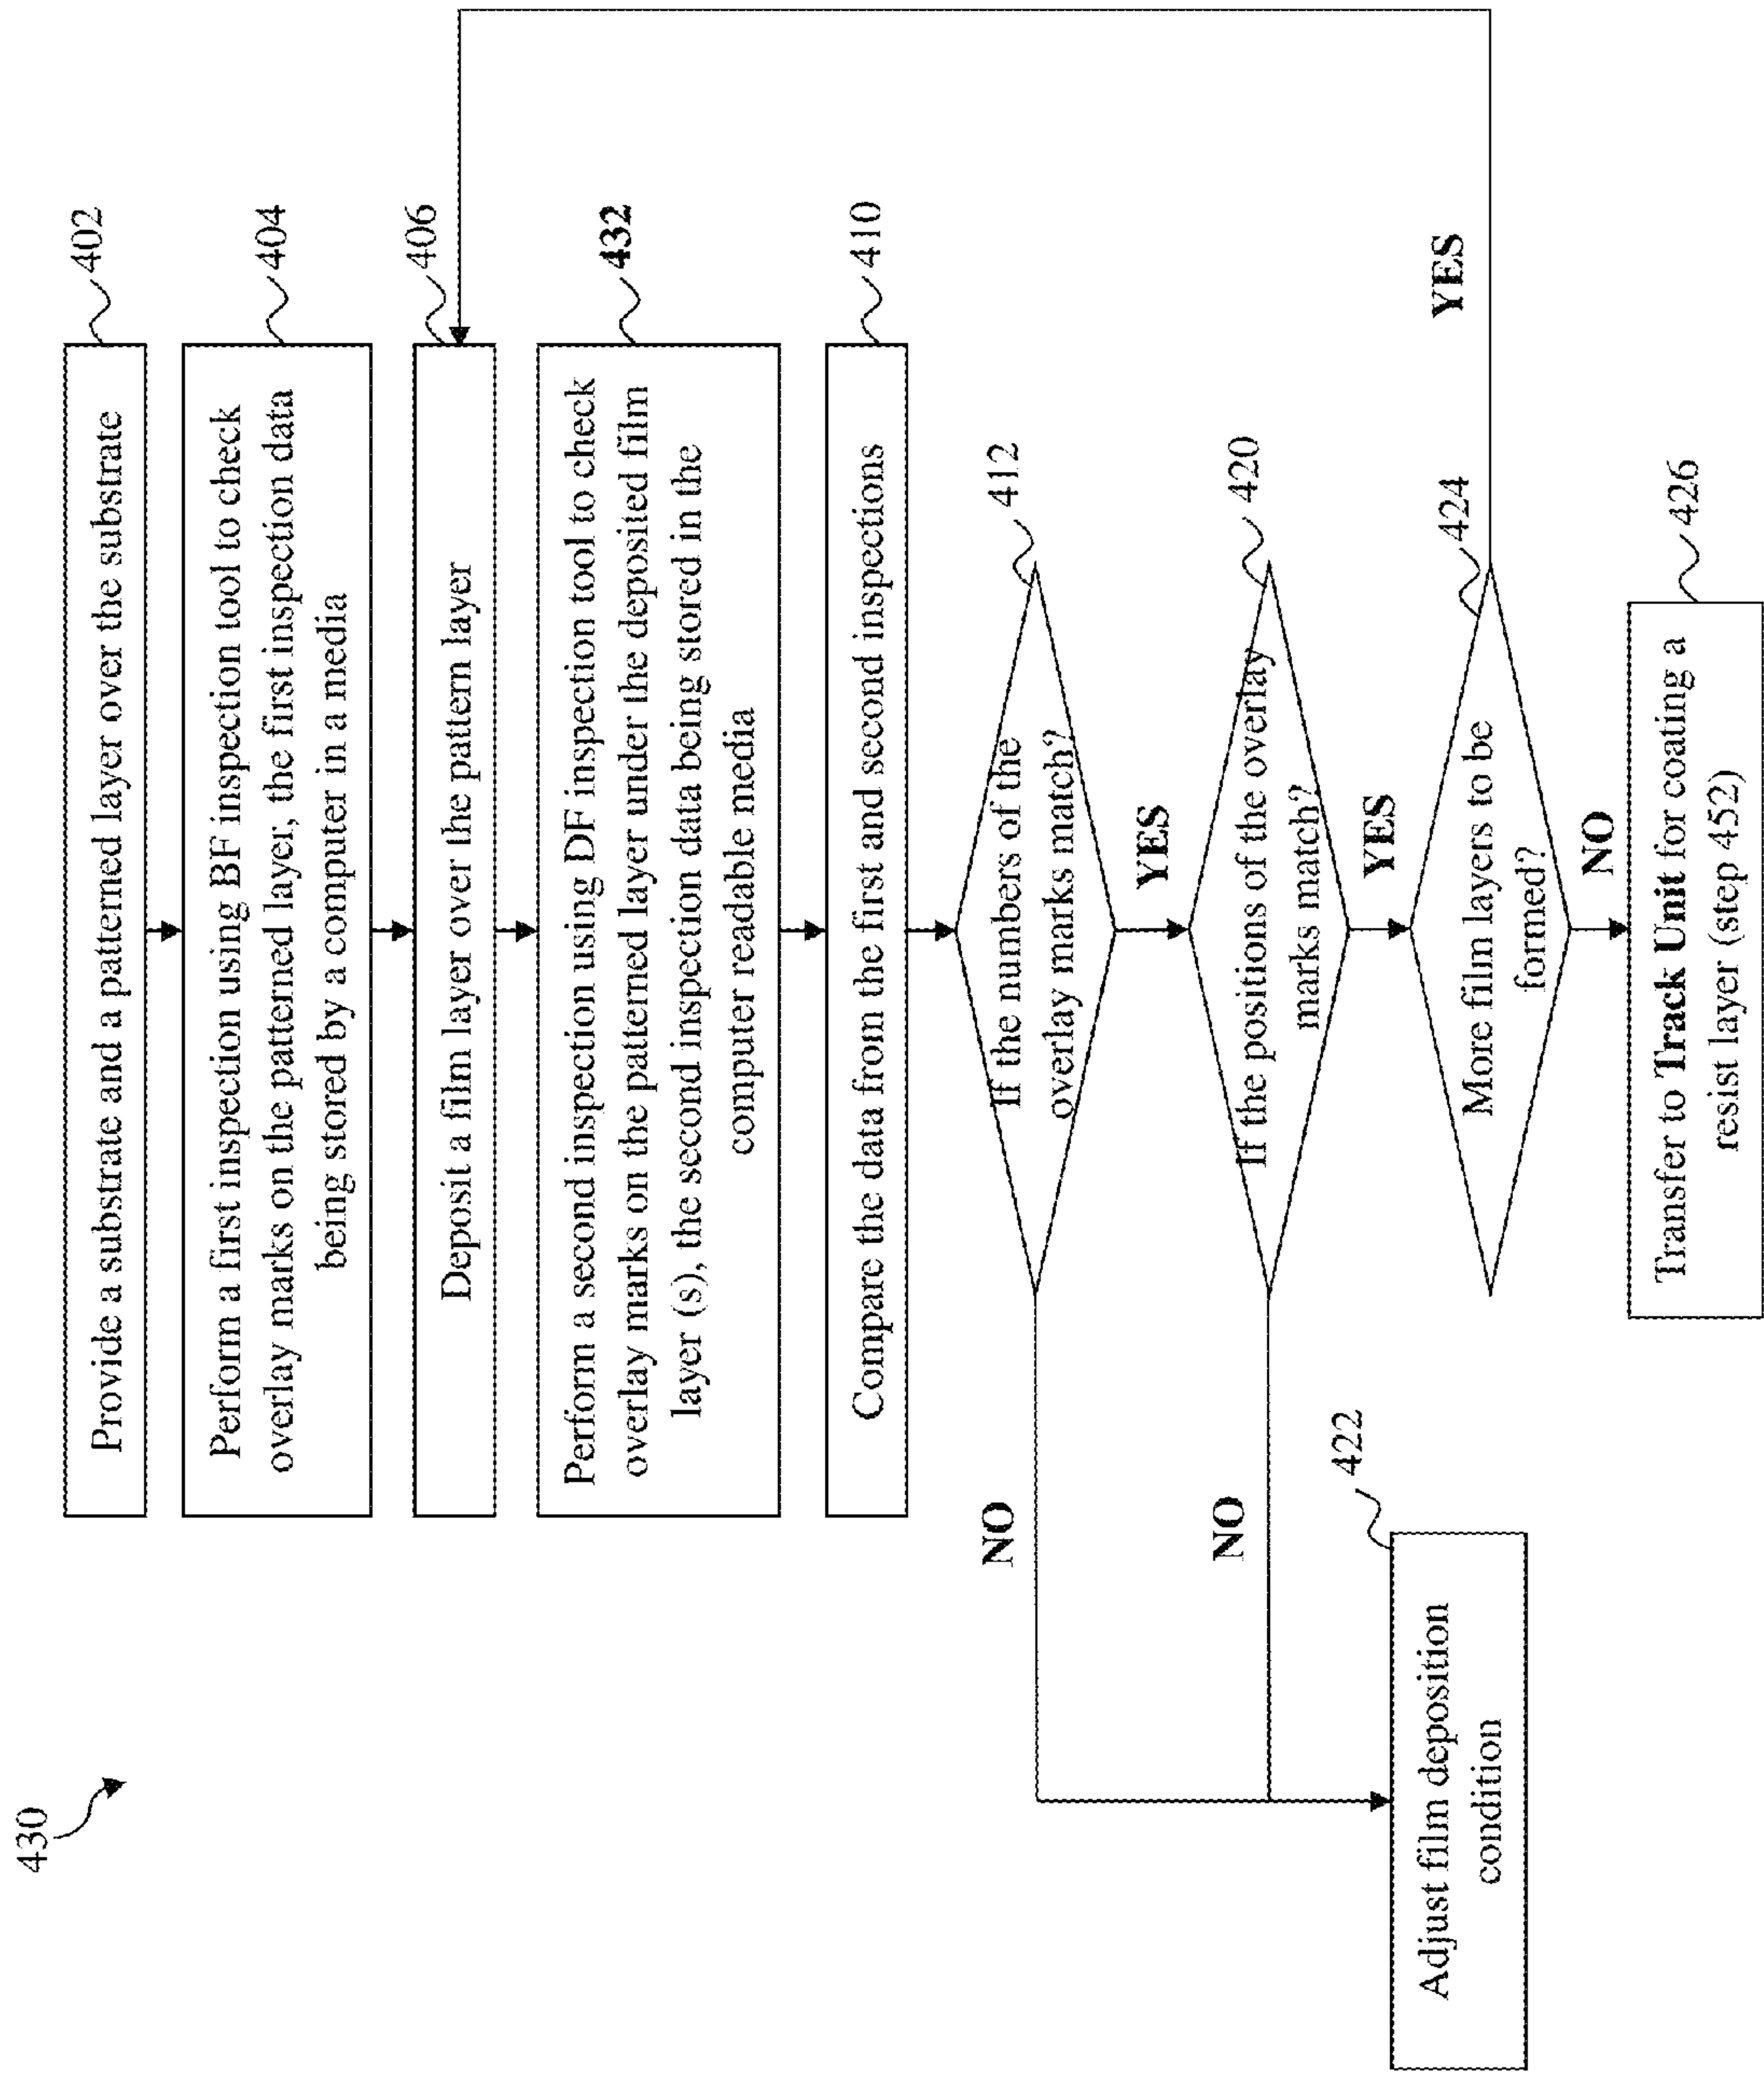 430
Provide a substrate and a patterned layer over the substrate
402
Perform a first inspection using BF inspection tool to check
overlay marks on the patterned layer, the first inspection data
being stored by a computer in a media
404
Deposit a film layer over the pattern layer
406
Perform a second inspection using DF inspection tool to check
overlay marks on the patterned layer under the deposited film
layer (s), the second inspection data being stored in the
computer readable media
432
Compare the data from the first and second inspections
410
If the numbers of the
overlay marks match?
412
NO
YES
If the positions of the overlay
marks match?
420
NO
YES
Adjust film deposition
condition
422
More film layers to be
formed?
424
YES
NO
Transfer to Track Unit for coating a
resist layer (step 452)
426